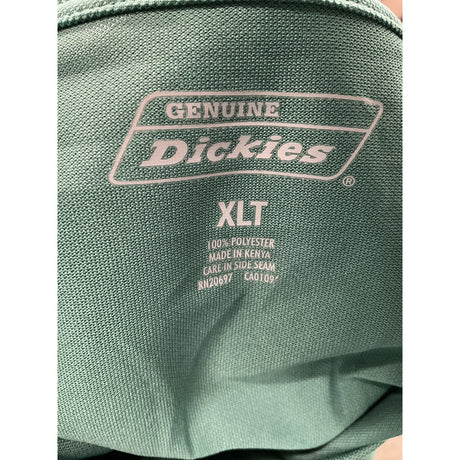 GENUINE
Dickies®
XLT
100% POLYESTER
MADE IN KENYA
CARE IN SIDE SEAM
RN20697